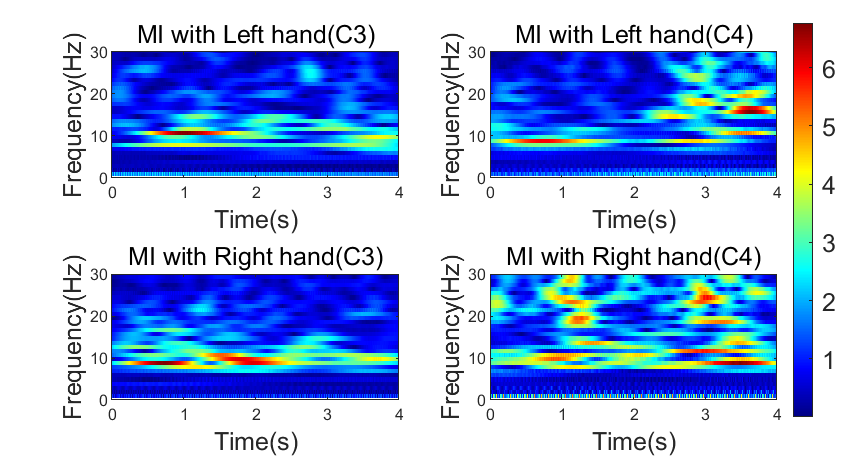 MI with Left hand(C3)
Frequency(Hz)
30
20
10
0
0 1 2 3 4
Time(s)
MI with Left hand(C4)
Frequency(Hz)
30
20
10
0
0 1 2 3 4
Time(s)
6
5
4
3
2
1
MI with Right hand(C3)
Frequency(Hz)
30
20
10
0
0 1 2 3 4
Time(s)
MI with Right hand(C4)
Frequency(Hz)
30
20
10
0
0 1 2 3 4
Time(s)